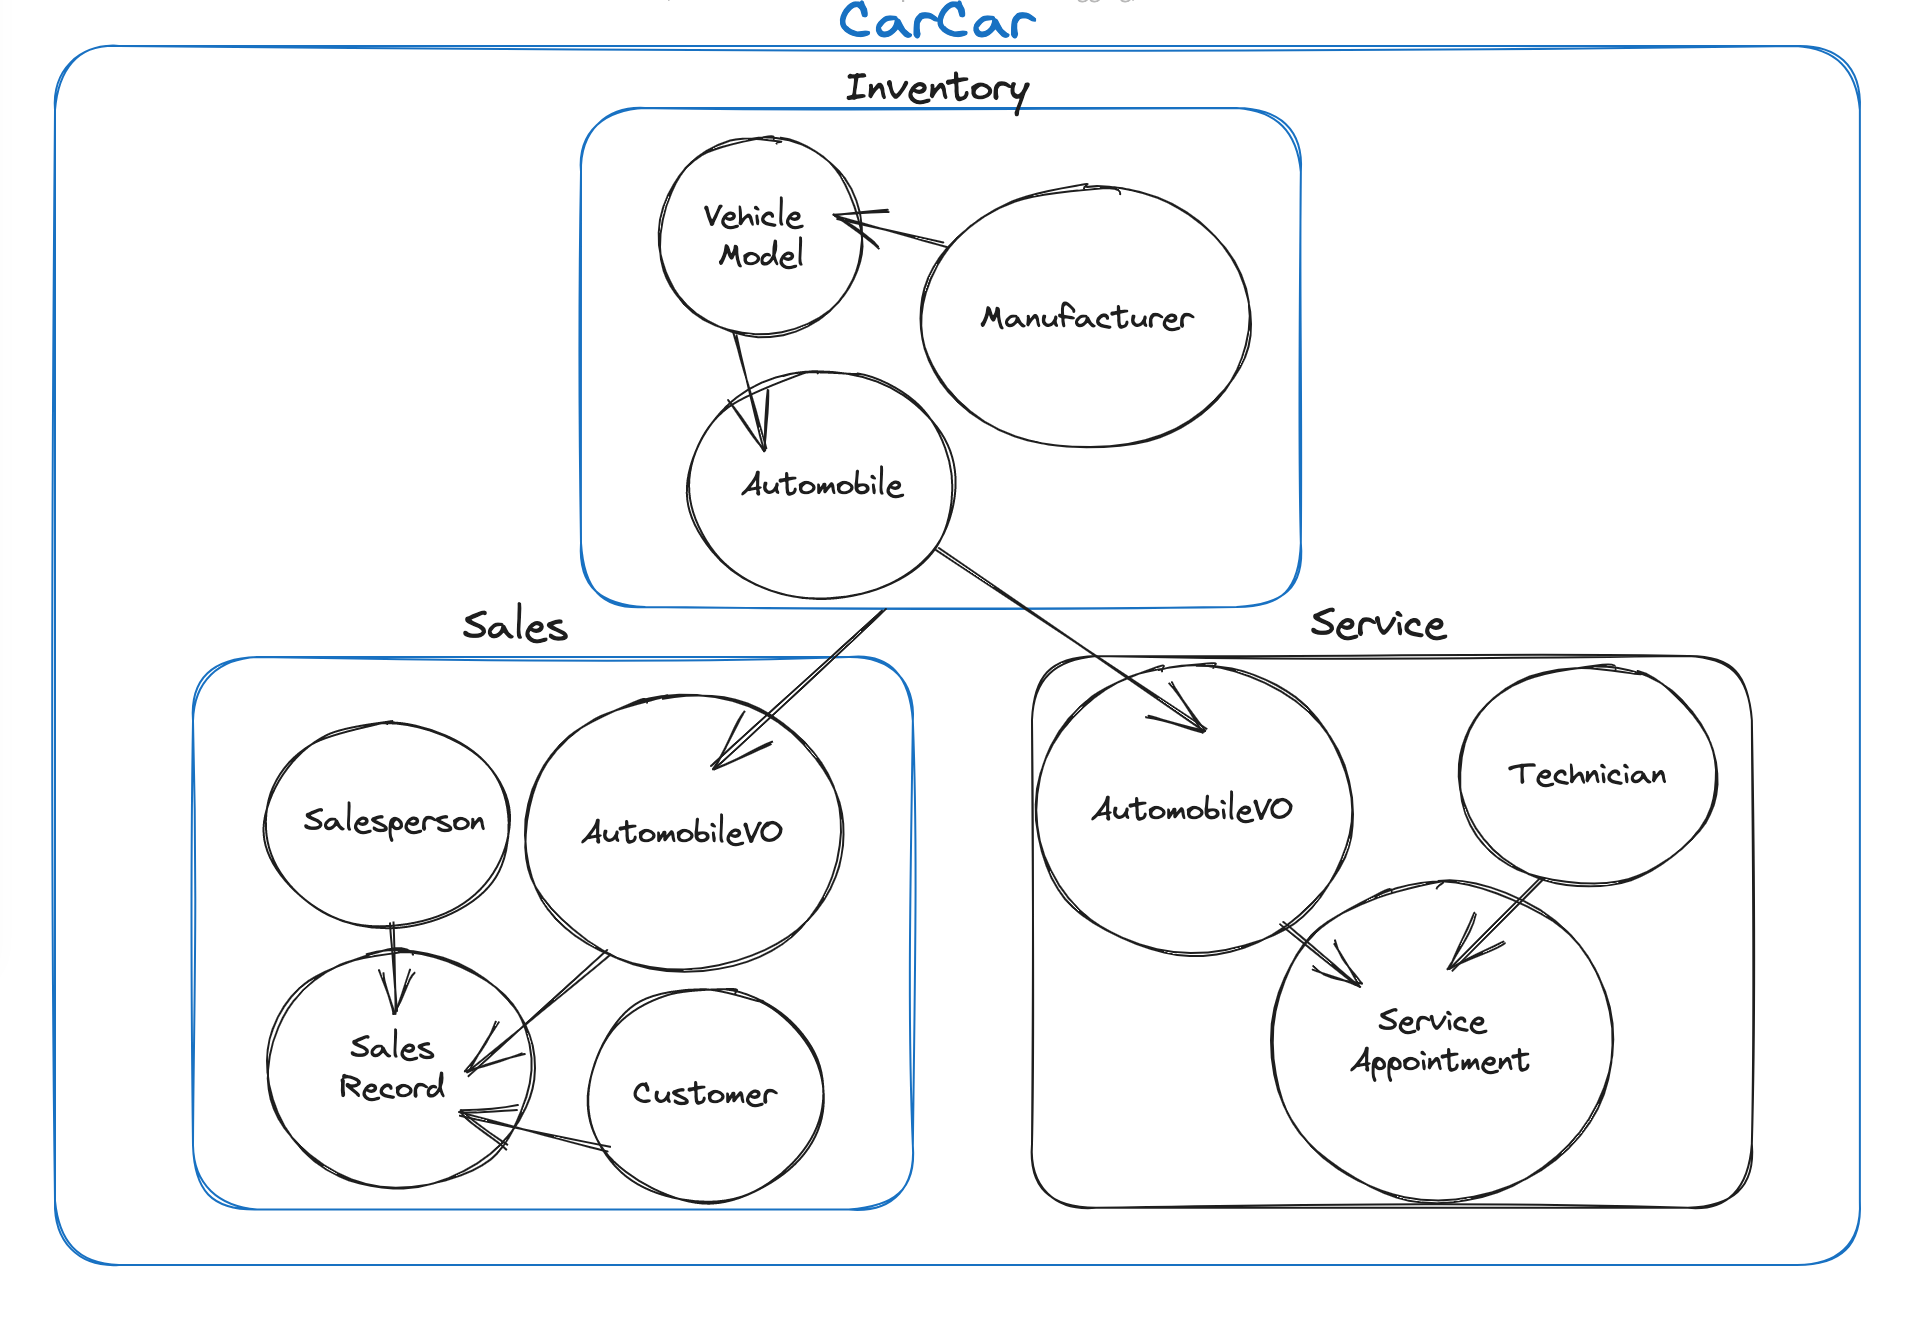 CarCar
Inventory
Vehicle
Model
Manufacturer
Automobile
Sales
Service
Salesperson
AutomobileVO
Sales
Record
Customer
AutomobileVO
Technician
Service
Appointment